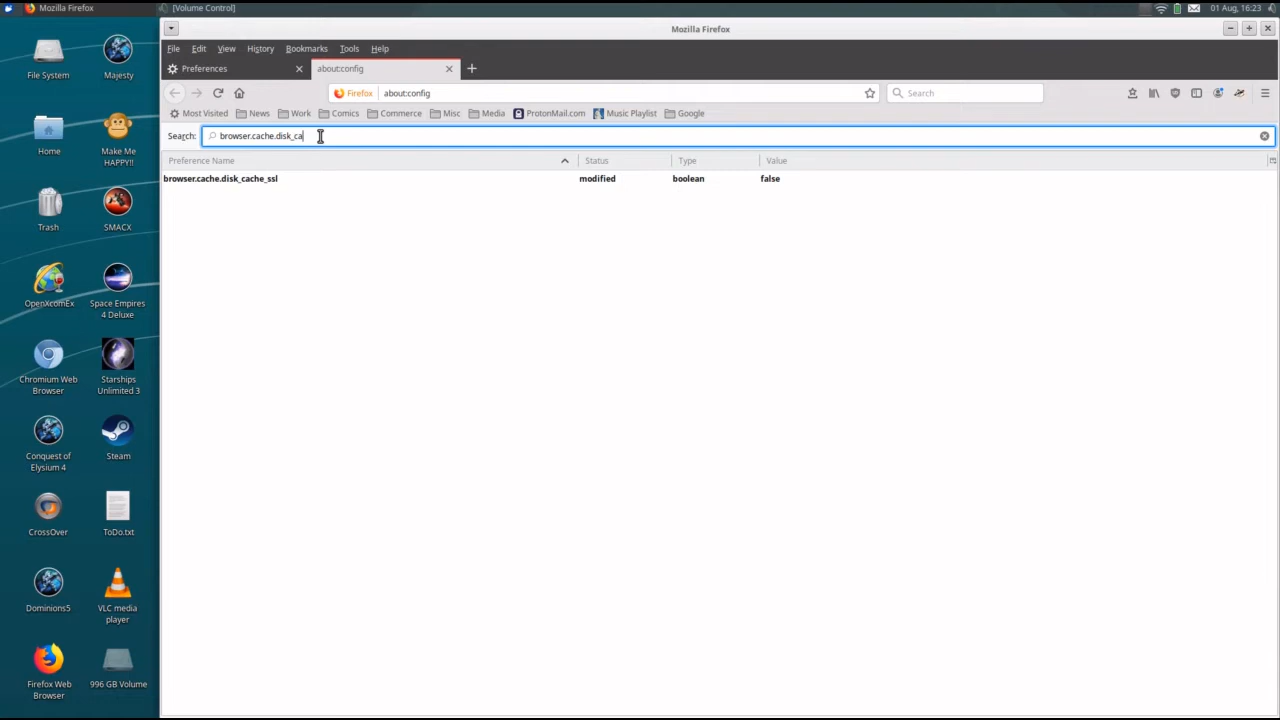 Mozilla Firefox
[Volume Control]
01 Aug, 16:23
Mozilla Firefox
File Edit View History Bookmarks Tools Help
Preferences
about:config
Firefox about:config
Search
Most Visited News Work Comics Commerce Misc Media ProtonMail.com Music Playlist Google
Search: browser.cache.disk_ca
Preference Name Status Type Value
browser.cache.disk_cache_ssl modified boolean false
File System
Majesty
Home
Make Me
HAPPY!!
Trash
SMACX
OpenXcomEx
Space Empires
4 Deluxe
Chromium Web
Browser
Starships
Unlimited 3
Conquest of
Elysium 4
Steam
CrossOver
ToDo.txt
Dominions5
VLC media
player
Firefox Web
Browser
996 GB Volume